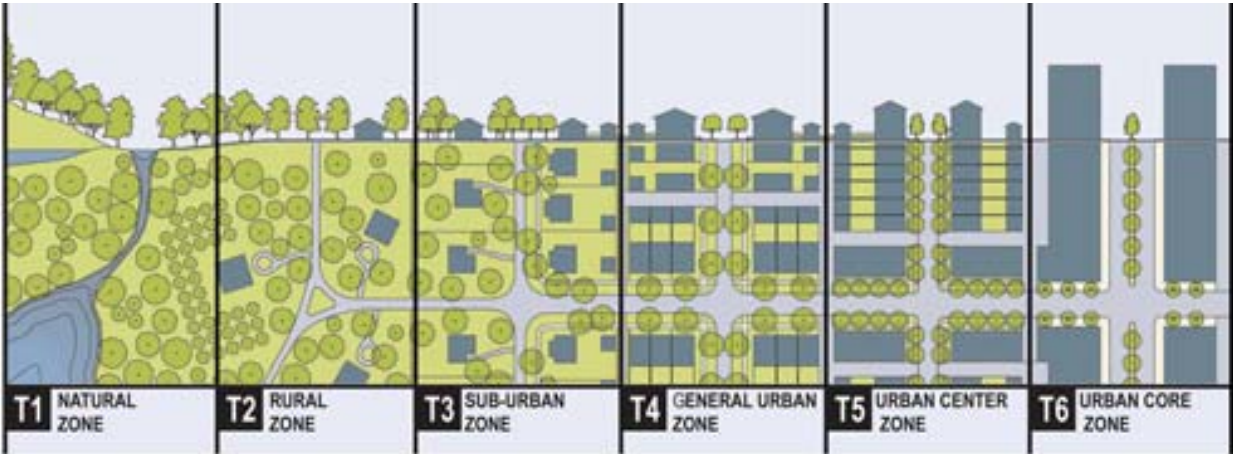 T1 NATURAL
ZONE
T2 RURAL
ZONE
T3 SUB-URBAN
ZONE
T4 GENERAL URBAN
ZONE
T5 URBAN CENTER
ZONE
T6 URBAN CORE
ZONE